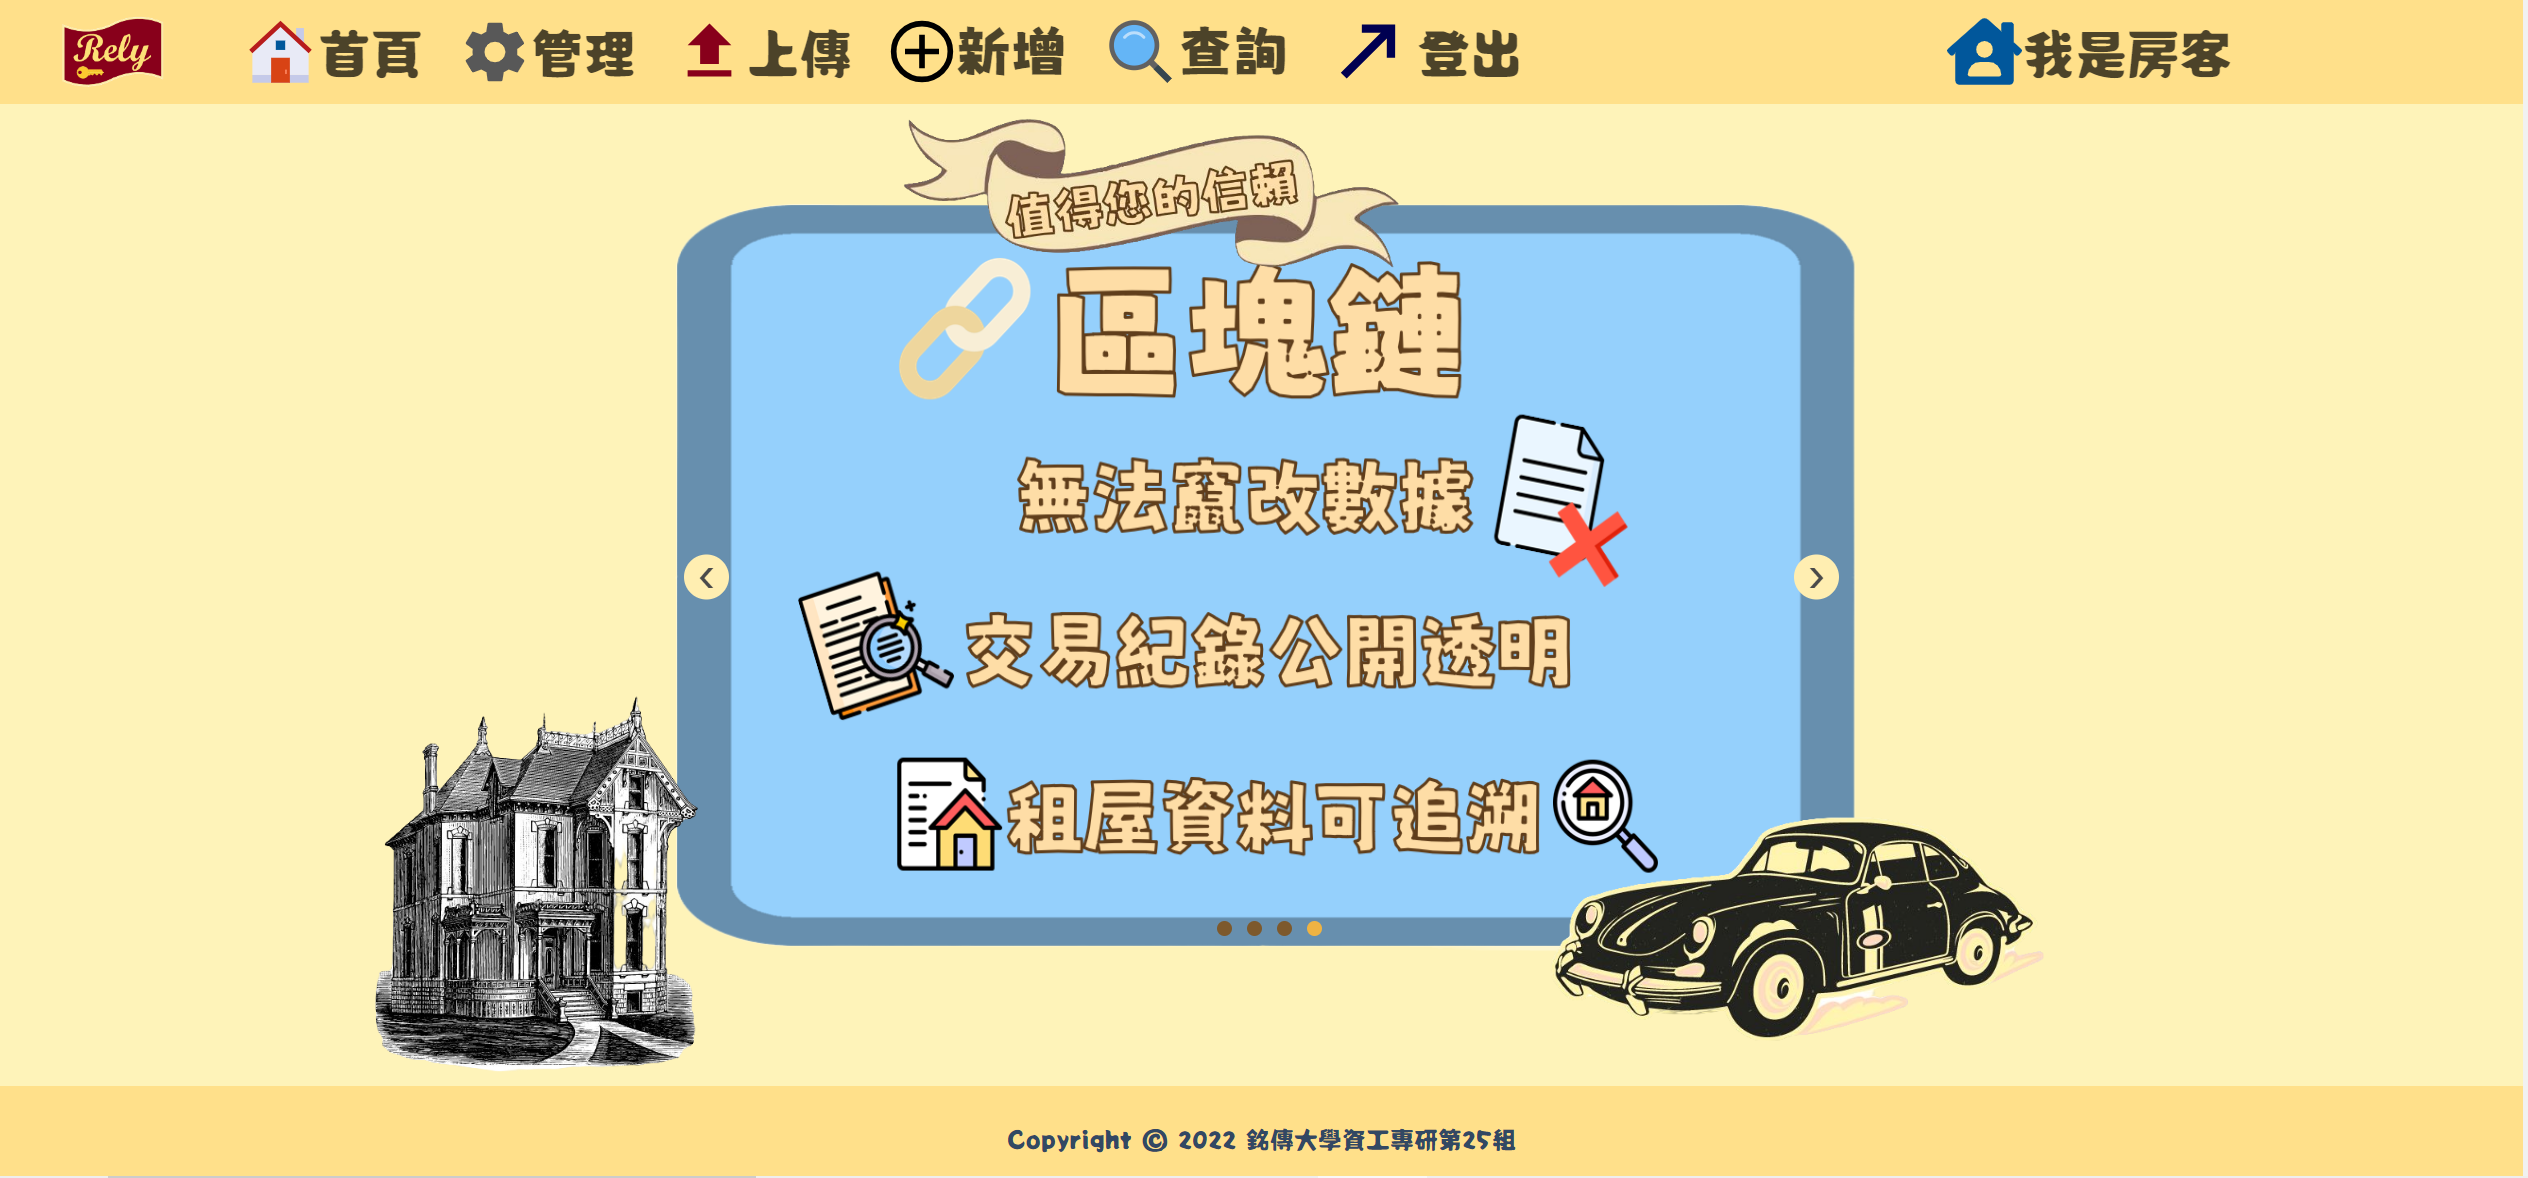 Rely
首頁
管理
上傳
新增
查詢
登出
我是房客
值得您的信賴
區塊鏈
無法竄改數據
交易紀錄公開透明
租屋資料可追溯
Copyright © 2022 銘傳大學資工專研第25組